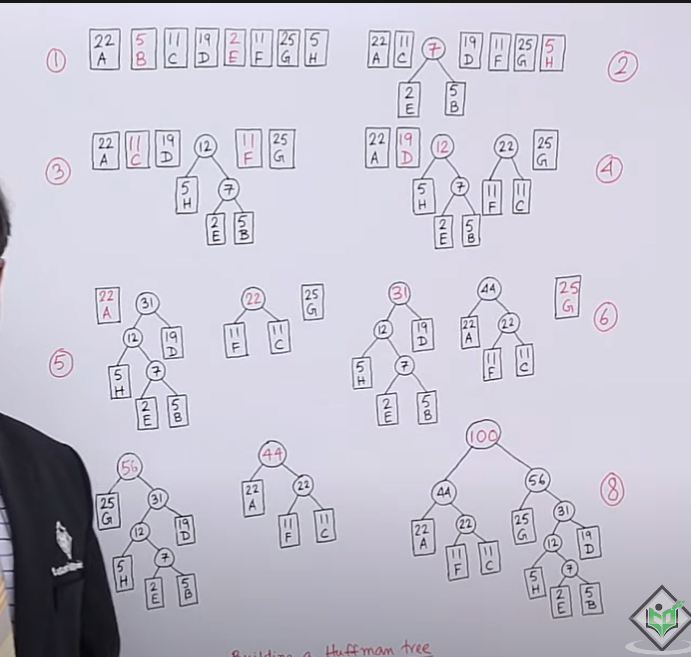 ① 22 A 5 B 11 C 19 D 2 E 11 F 25 G 5 H
22 A 11 C 7 19 D 11 F 25 G 5 H ②
2 E 5 B
③ 22 A 11 C 19 D 12 11 F 25 G
5 H 7
2 E 5 B
22 A 19 D 12 22 25 G ④
5 H 7 11 F 11 C
2 E 5 B
⑤ 22 A 31 22 25 G
12 19 D 11 F 11 C
5 H 7
2 E 5 B
31 44 25 G ⑥
12 19 D 22 A 22
5 H 7 11 F 11 C
2 E 5 B
56 44
25 G 31 22 A 22
12 19 D 11 F 11 C
5 H 7
2 E 5 B
100 ⑧
44 56
22 A 22 25 G 31
11 F 11 C 12 19 D
5 H 7
2 E 5 B
Building a Huffman tree